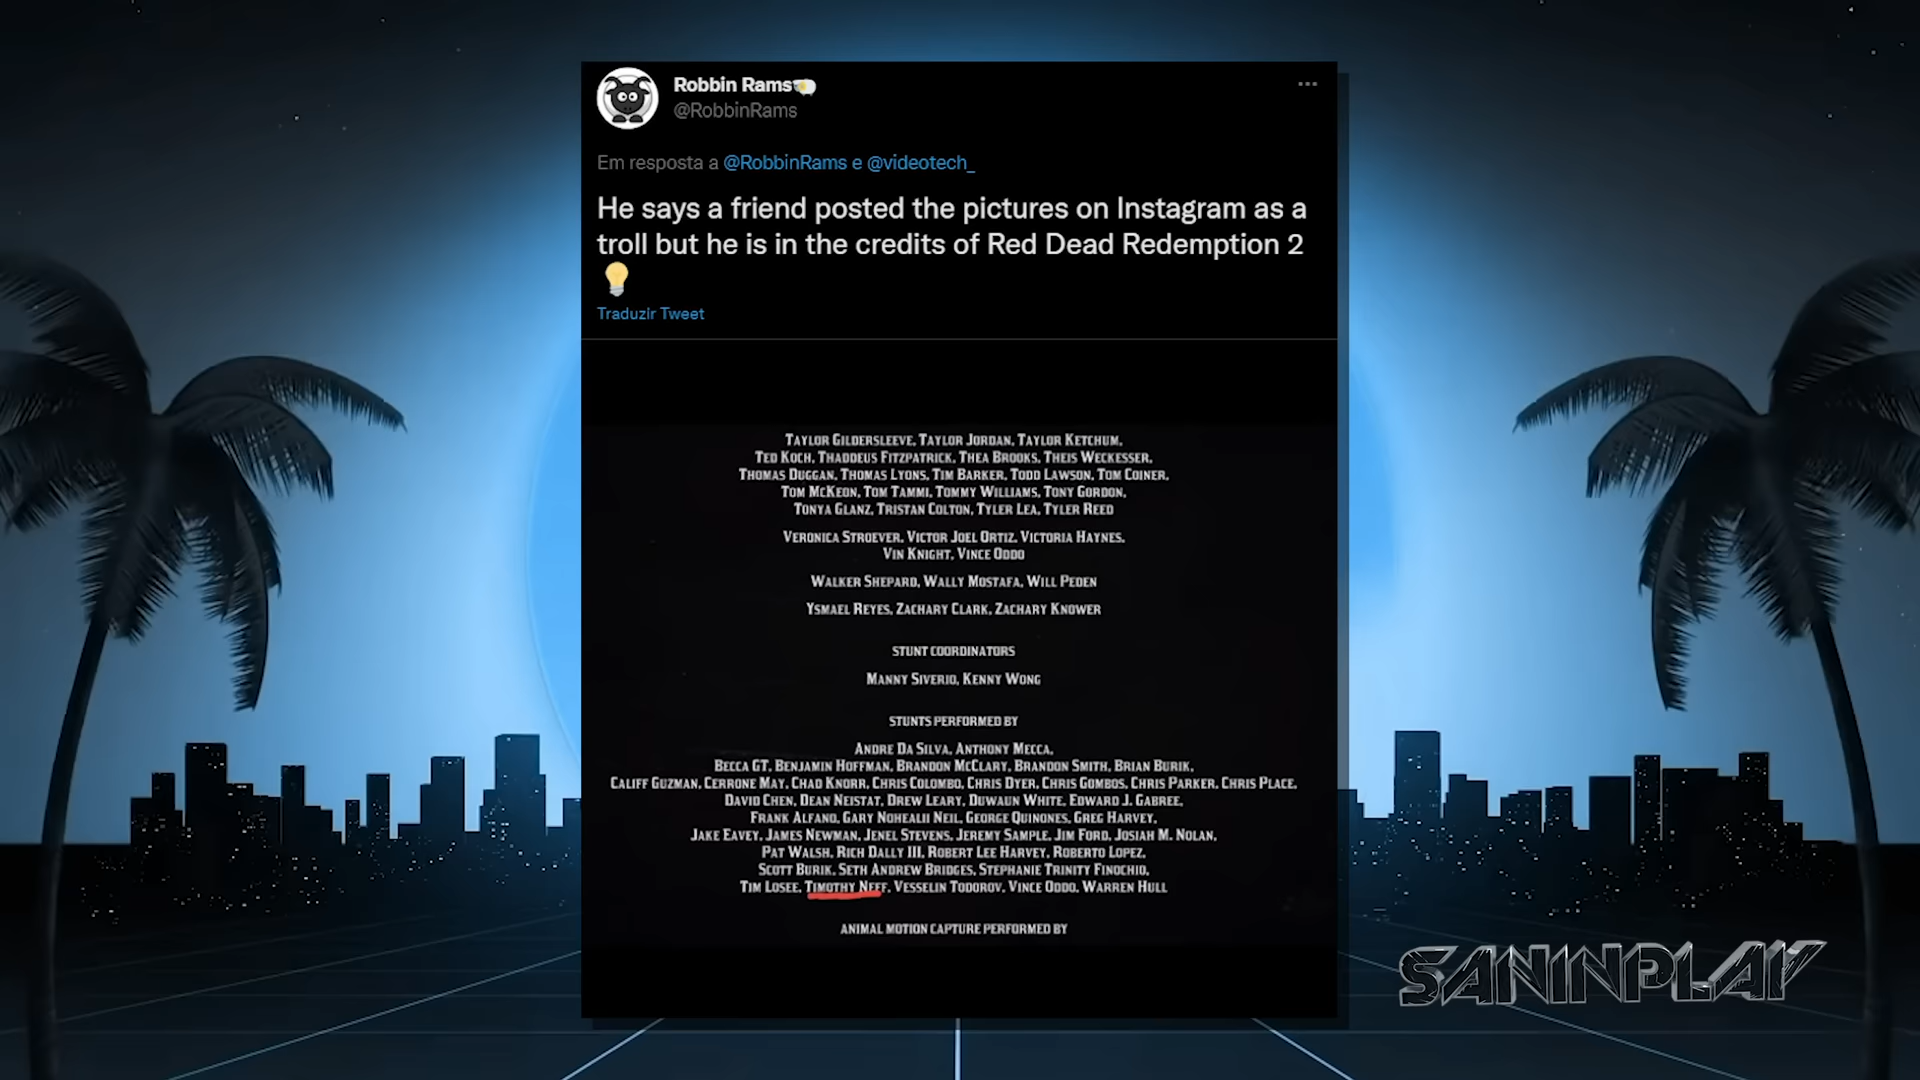 Robbin Rams
@RobbinRams
Em resposta a @RobbinRams e @videotech_
He says a friend posted the pictures on Instagram as a
troll but he is in the credits of Red Dead Redemption 2
Traduzir Tweet
TAYLOR GILDERSLEEVE, TAYLOR JORDAN, TAYLOR KETCHUM,
TED KOCH, THADDEUS FITZPATRICK, THEA BROOKS, THEIS WECKESSER,
THOMAS DUGGAN, THOMAS LYONS, TIM BARKER, TODD LAWSON, TOM COINER,
TOM MCKEON, TOM TAMMI, TOMMY WILLIAMS, TONY GORDON,
TONYA GLANZ, TRISTAN COLTON, TYLER LEA, TYLER REED
VERONICA STROEVER, VICTOR JOEL ORTIZ, VICTORIA HAYNES,
VIN KNIGHT, VINCE ODDO
WALKER SHEPARD, WALLY MOSTAFA, WILL PEDEN
YSMAEL REYES, ZACHARY CLARK, ZACHARY KNOWER
STUNT COORDINATORS
MANNY SIVERIO, KENNY WONG
STUNTS PERFORMED BY
ANDRE DA SILVA, ANTHONY MECCA,
BECCA GT, BENJAMIN HOFFMAN, BRANDON MCCLARY, BRANDON SMITH, BRIAN BURIK,
CALIFF GUZMAN, CERRONE MAY, CHAD KNORR, CHRIS COLOMBO, CHRIS DYER, CHRIS GOMBOS, CHRIS PARKER, CHRIS PLACE,
DAVID CHEN, DEAN NEISTAT, DREW LEARY, DUWAUN WHITE, EDWARD J. GABREE,
FRANK ALFANO, GARY NOHEALII NEIL, GEORGE QUINONES, GREG HARVEY,
JAKE EAVEY, JAMES NEWMAN, JENEL STEVENS, JEREMY SAMPLE, JIM FORD, JOSIAH M. NOLAN,
PAT WALSH, RICH DALLY III, ROBERT LEE HARVEY, ROBERTO LOPEZ,
SCOTT BURIK, SETH ANDREW BRIDGES, STEPHANIE TRINITY FINOCHIO,
TIM LOSEE, TIMOTHY NEFF, VESSELIN TODOROV, VINCE ODDO, WARREN HULL
ANIMAL MOTION CAPTURE PERFORMED BY
SANINPLAY